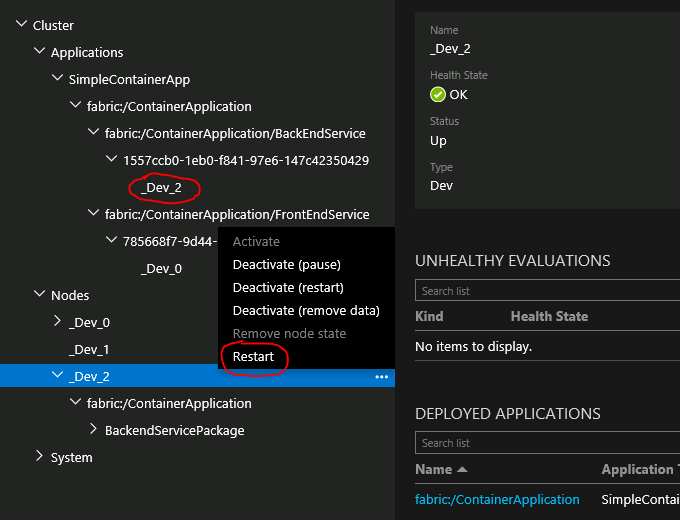 Cluster
Applications
SimpleContainerApp
fabric:/ContainerApplication
fabric:/ContainerApplication/BackEndService
1557ccb0-1eb0-f841-97e6-147c42350429
_Dev_2
fabric:/ContainerApplication/FrontEndService
785668f7-9d44-
_Dev_0
Nodes
_Dev_0
_Dev_1
_Dev_2
fabric:/ContainerApplication
BackendServicePackage
System
Activate
Deactivate (pause)
Deactivate (restart)
Deactivate (remove data)
Remove node state
Restart
Name
_Dev_2
Health State
OK
Status
Up
Type
Dev
UNHEALTHY EVALUATIONS
Search list
Kind Health State
No items to display.
DEPLOYED APPLICATIONS
Search list
Name Application T
fabric:/ContainerApplication SimpleContai